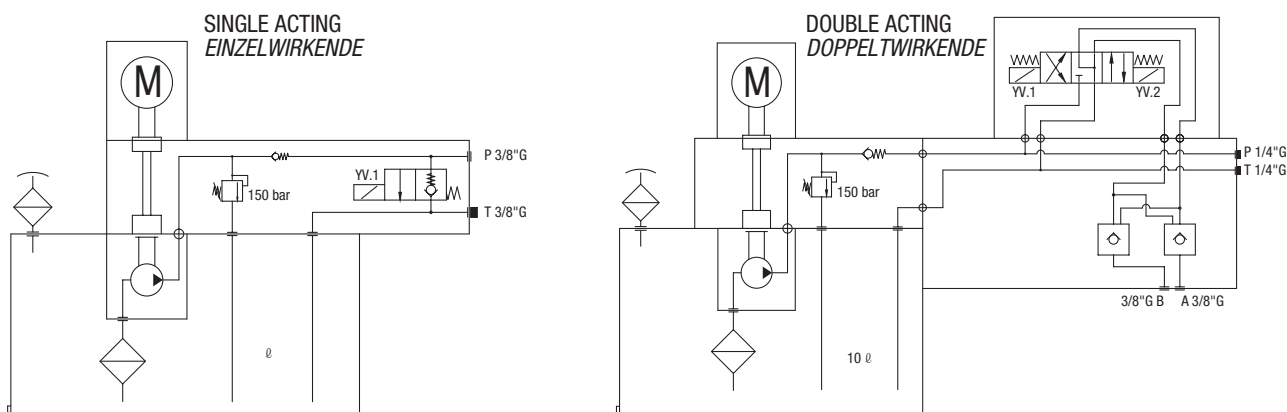 SINGLE ACTING
EINZELWIRKENDE
M
P 3/8"G
YV.1
150 bar
T 3/8"G
ℓ
DOUBLE ACTING
DOPPELTWIRKENDE
M
YV.1
YV.2
P 1/4"G
T 1/4"G
150 bar
3/8"G B
A 3/8"G
10 ℓ